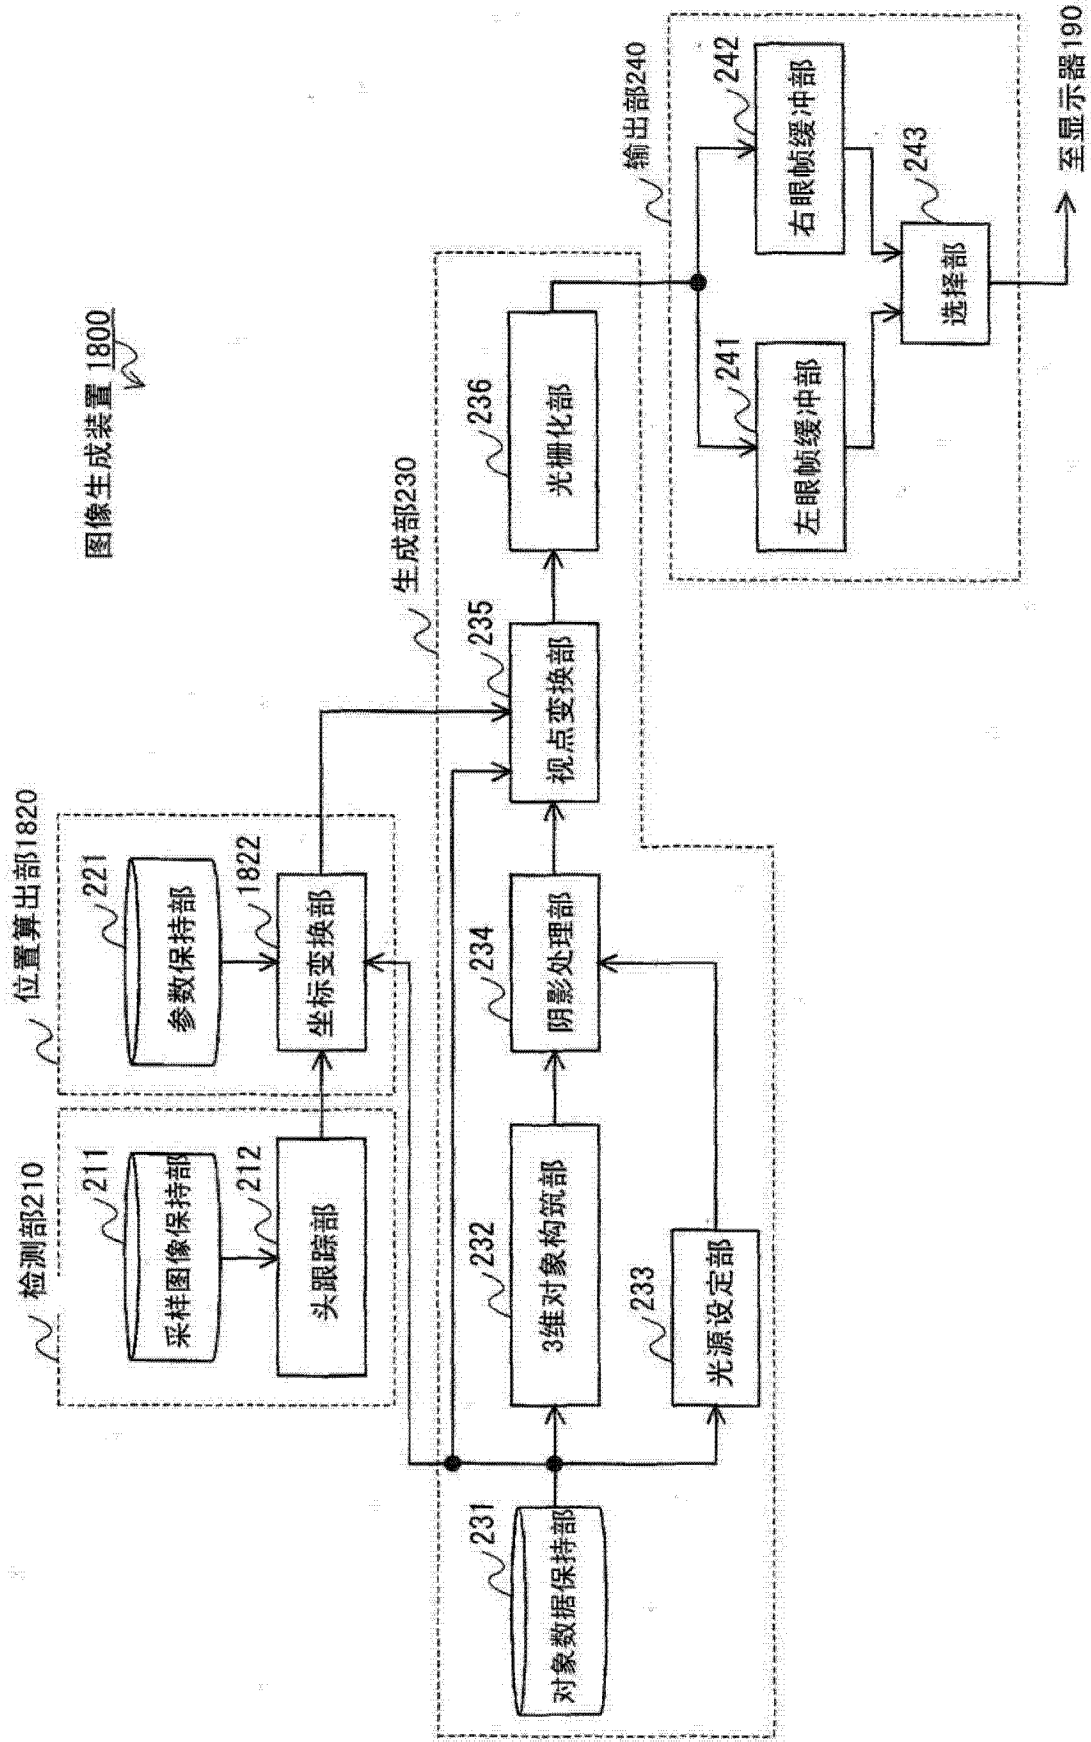 图像生成装置 1800
检测部210
211
采样图像保持部
212
头跟踪部
位置算出部1820
221
参数保持部
1822
坐标变换部
生成部230
231
对象数据保持部
232
3维对象构筑部
233
光源设定部
234
阴影处理部
235
视点变换部
236
光栅化部
输出部240
241
左眼帧缓冲部
242
右眼帧缓冲部
243
选择部
至显示器190